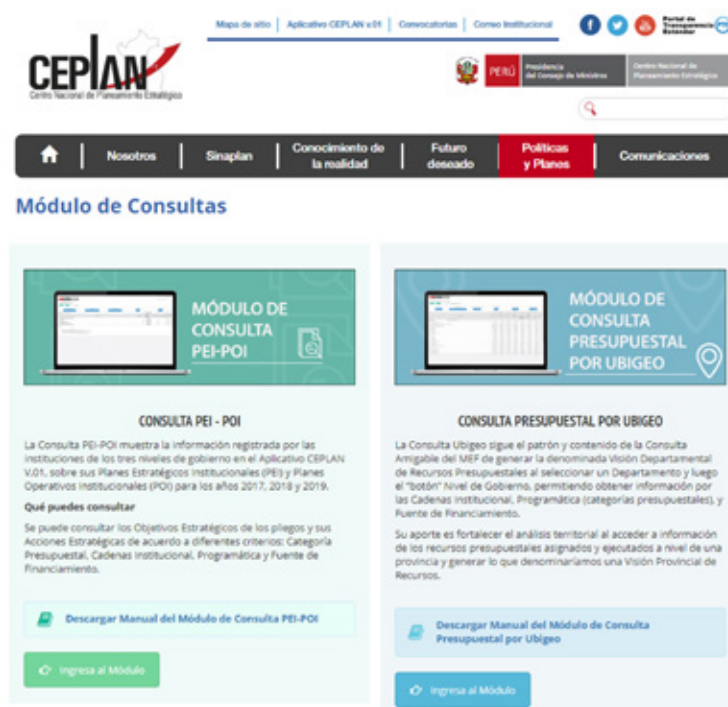 Mapa de sitio | Aplicativo CEPLAN v.01 | Convocatorias | Correo Institucional
Portal de
Transparencia
Estándar
CEPLAN
Centro Nacional de Planeamiento Estratégico
PERÚ
Presidencia
del Consejo de Ministros
Centro Nacional de
Planeamiento Estratégico
Nosotros | Sinaplan | Conocimiento de la realidad | Futuro deseado | Políticas y Planes | Comunicaciones
Módulo de Consultas
MÓDULO DE
CONSULTA
PEI-POI
CONSULTA PEI - POI
La Consulta PEI-POI muestra la información registrada por las
instituciones de los tres niveles de gobierno en el Aplicativo CEPLAN
V.01, sobre sus Planes Estratégicos Institucionales (PEI) y Planes
Operativos Institucionales (POI) para los años 2017, 2018 y 2019.
Qué puedes consultar
Se puede consultar los Objetivos Estratégicos de los pliegos y sus
Acciones Estratégicas de acuerdo a diferentes criterios: Categoría
Presupuestal, Cadenas Institucional, Programática y Fuente de
Financiamiento.
Descargar Manual del Módulo de Consulta PEI-POI
Ingresa al Módulo
MÓDULO DE
CONSULTA
PRESUPUESTAL
POR UBIGEO
CONSULTA PRESUPUESTAL POR UBIGEO
La Consulta Ubigeo sigue el patrón y contenido de la Consulta
Amigable del MEF de generar la denominada Visión Departamental
de Recursos Presupuestales al seleccionar un Departamento y luego
el "botón" Nivel de Gobierno, permitiendo obtener información por
las Cadenas Institucional, Programática (categorías presupuestales), y
Fuente de Financiamiento.
Su aporte es fortalecer el análisis territorial al acceder a información
de los recursos presupuestales asignados y ejecutados a nivel de una
provincia y generar lo que denominaríamos una Visión Provincial de
Recursos.
Descargar Manual del Módulo de Consulta
Presupuestal por Ubigeo
Ingresa al Módulo